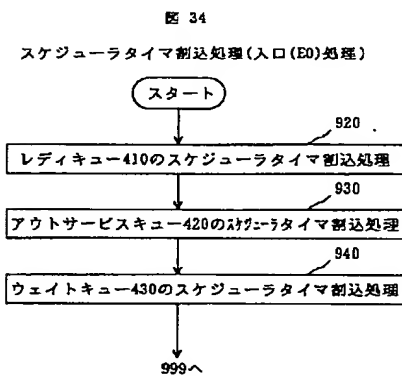 図 34
スケジューラタイマ割込処理(入口(E0)処理)
スタート
920
レディキュー410のスケジューラタイマ割込処理
930
アウトサービスキュー420のスケジューラタイマ割込処理
940
ウェイトキュー430のスケジューラタイマ割込処理
999へ